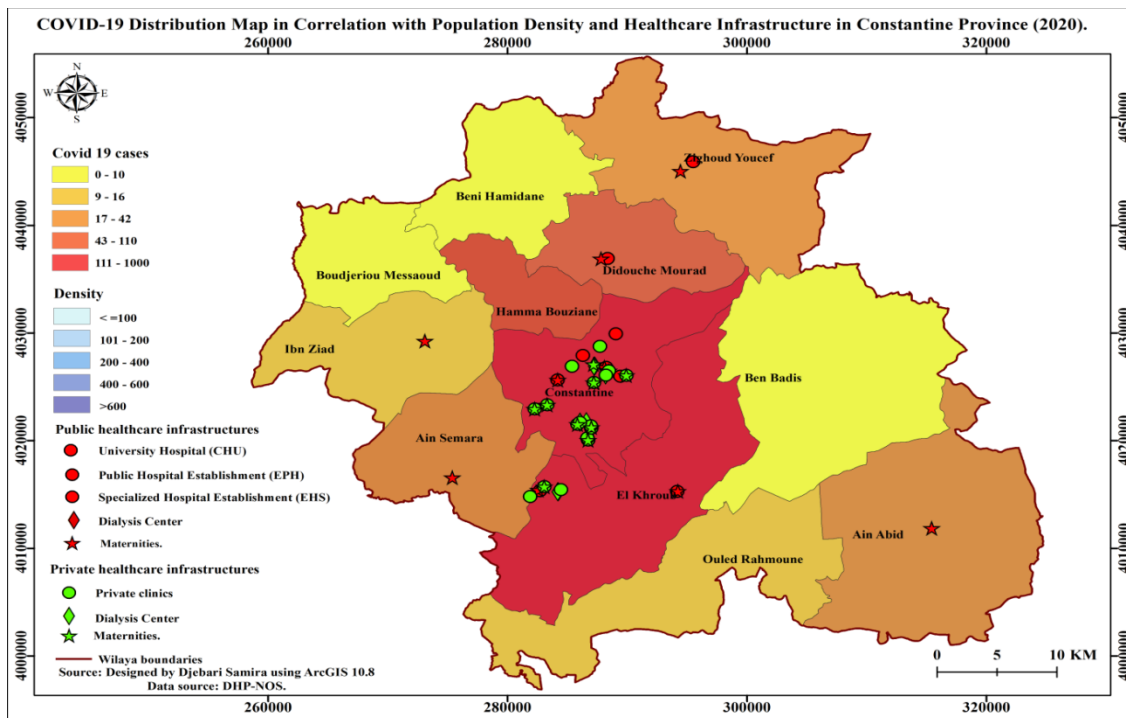 COVID-19 Distribution Map in Correlation with Population Density and Healthcare Infrastructure in Constantine Province (2020).
260000 280000 300000 320000
N
W E
S
4050000 4050000
4040000 4040000
4030000 4030000
4020000 4020000
4010000 4010000
4000000 4000000
Covid 19 cases
0 - 10
9 - 16
17 - 42
43 - 110
111 - 1000
Density
< =100
101 - 200
200 - 400
400 - 600
>600
Public healthcare infrastructures
University Hospital (CHU)
Public Hospital Establishment (EPH)
Specialized Hospital Establishment (EHS)
Dialysis Center
Maternities.
Private healthcare infrastructures
Private clinics
Dialysis Center
Maternities.
Wilaya boundaries
Source: Designed by Djebari Samira using ArcGIS 10.8
Data source: DHP-NOS.
Zighoud Youcef
Beni Hamidane
Didouche Mourad
Boudjeriou Messaoud
Hamma Bouziane
Ibn Ziad
Constantine
Ben Badis
Ain Semara
El Khroub
Ain Abid
Ouled Rahmoune
0 5 10 KM
260000 280000 300000 320000